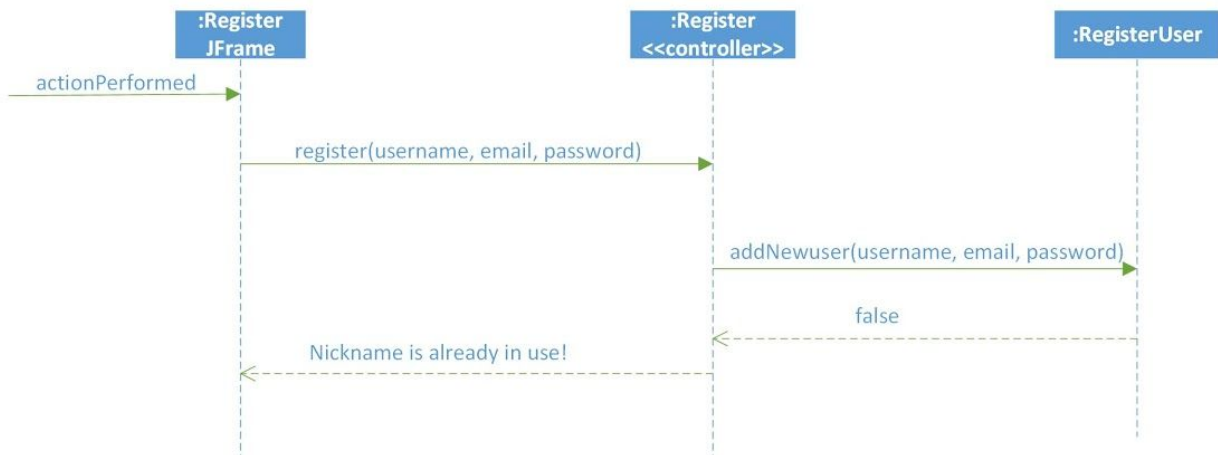 :Register
JFrame
:Register
<<controller>>
:RegisterUser
actionPerformed
register(username, email, password)
addNewuser(username, email, password)
false
Nickname is already in use!